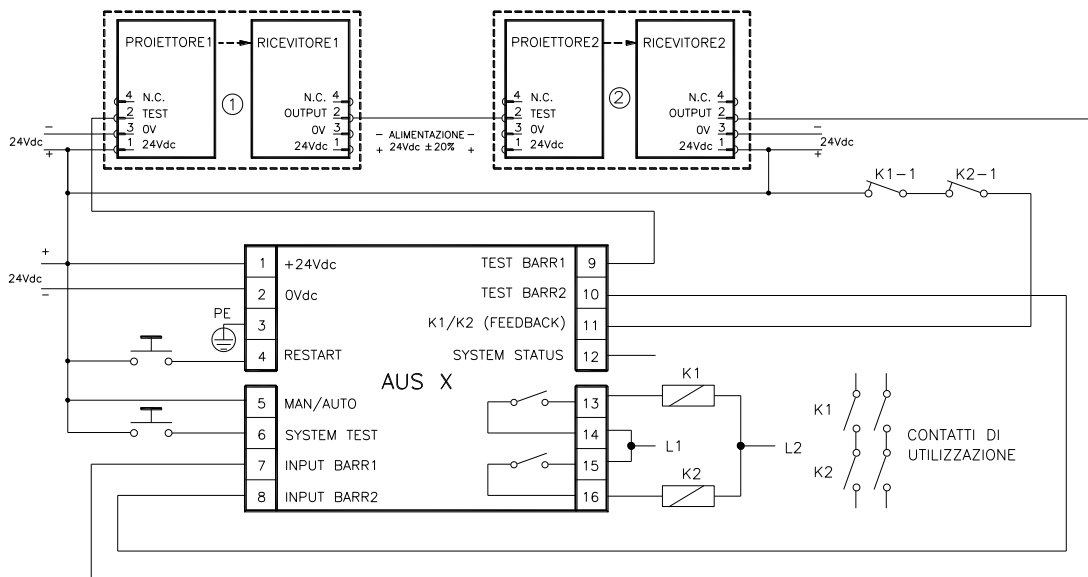 PROIETTORE1
RICEVITORE1
PROIETTORE2
RICEVITORE2
4 N.C.
2 TEST
3 0V
1 24Vdc
1
N.C. 4
OUTPUT 2
0V 3
24Vdc 1
4 N.C.
2 TEST
3 0V
1 24Vdc
2
N.C. 4
OUTPUT 2
0V 3
24Vdc 1
−
24Vdc
+
− ALIMENTAZIONE −
+ 24Vdc ±20% +
−
24Vdc
+
K1-1
K2-1
+
24Vdc
−
PE
1 +24Vdc
2 0Vdc
3
4 RESTART
5 MAN/AUTO
6 SYSTEM TEST
7 INPUT BARR1
8 INPUT BARR2
AUS X
TEST BARR1 9
TEST BARR2 10
K1/K2 (FEEDBACK) 11
SYSTEM STATUS 12
13
14
15
16
K1
L1
L2
K2
K1
K2
CONTATTI DI
UTILIZZAZIONE